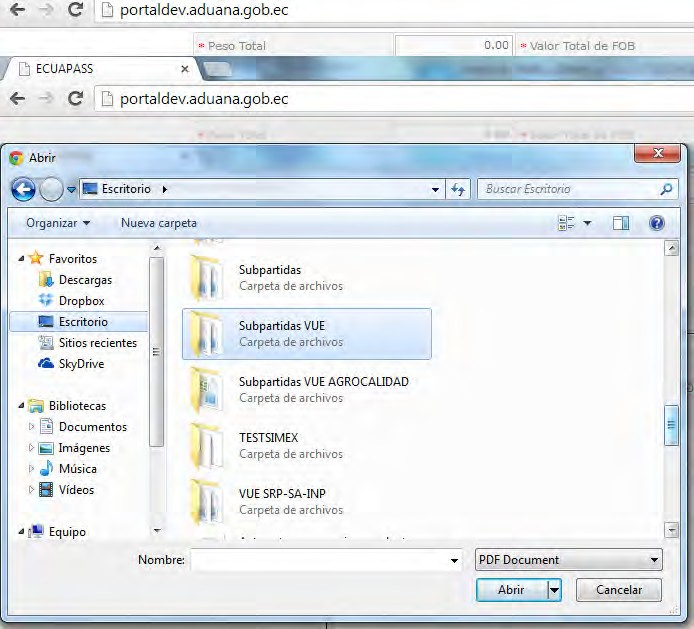 portaldev.aduana.gob.ec
* Peso Total 0.00 * Valor Total de FOB
ECUAPASS
portaldev.aduana.gob.ec
Abrir
Escritorio
Buscar Escritorio
Organizar Nueva carpeta
Favoritos
Descargas
Dropbox
Escritorio
Sitios recientes
SkyDrive
Bibliotecas
Documentos
Imágenes
Música
Vídeos
Equipo
Subpartidas
Carpeta de archivos
Subpartidas VUE
Carpeta de archivos
Subpartidas VUE AGROCALIDAD
Carpeta de archivos
TESTSIMEX
Carpeta de archivos
VUE SRP-SA-INP
Carpeta de archivos
Nombre: PDF Document
Abrir Cancelar